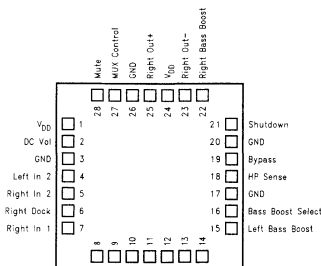 Mute
MUX Control
GND
Right Out+
VDD
Right Out-
Right Bass Boost
28
27
26
25
24
23
22
VDD 1
DC Vol 2
GND 3
Left In 2 4
Right In 2 5
Right Dock 6
Right In 1 7
21 Shutdown
20 GND
19 Bypass
18 HP Sense
17 GND
16 Bass Boost Select
15 Left Bass Boost
8
9
10
11
12
13
14